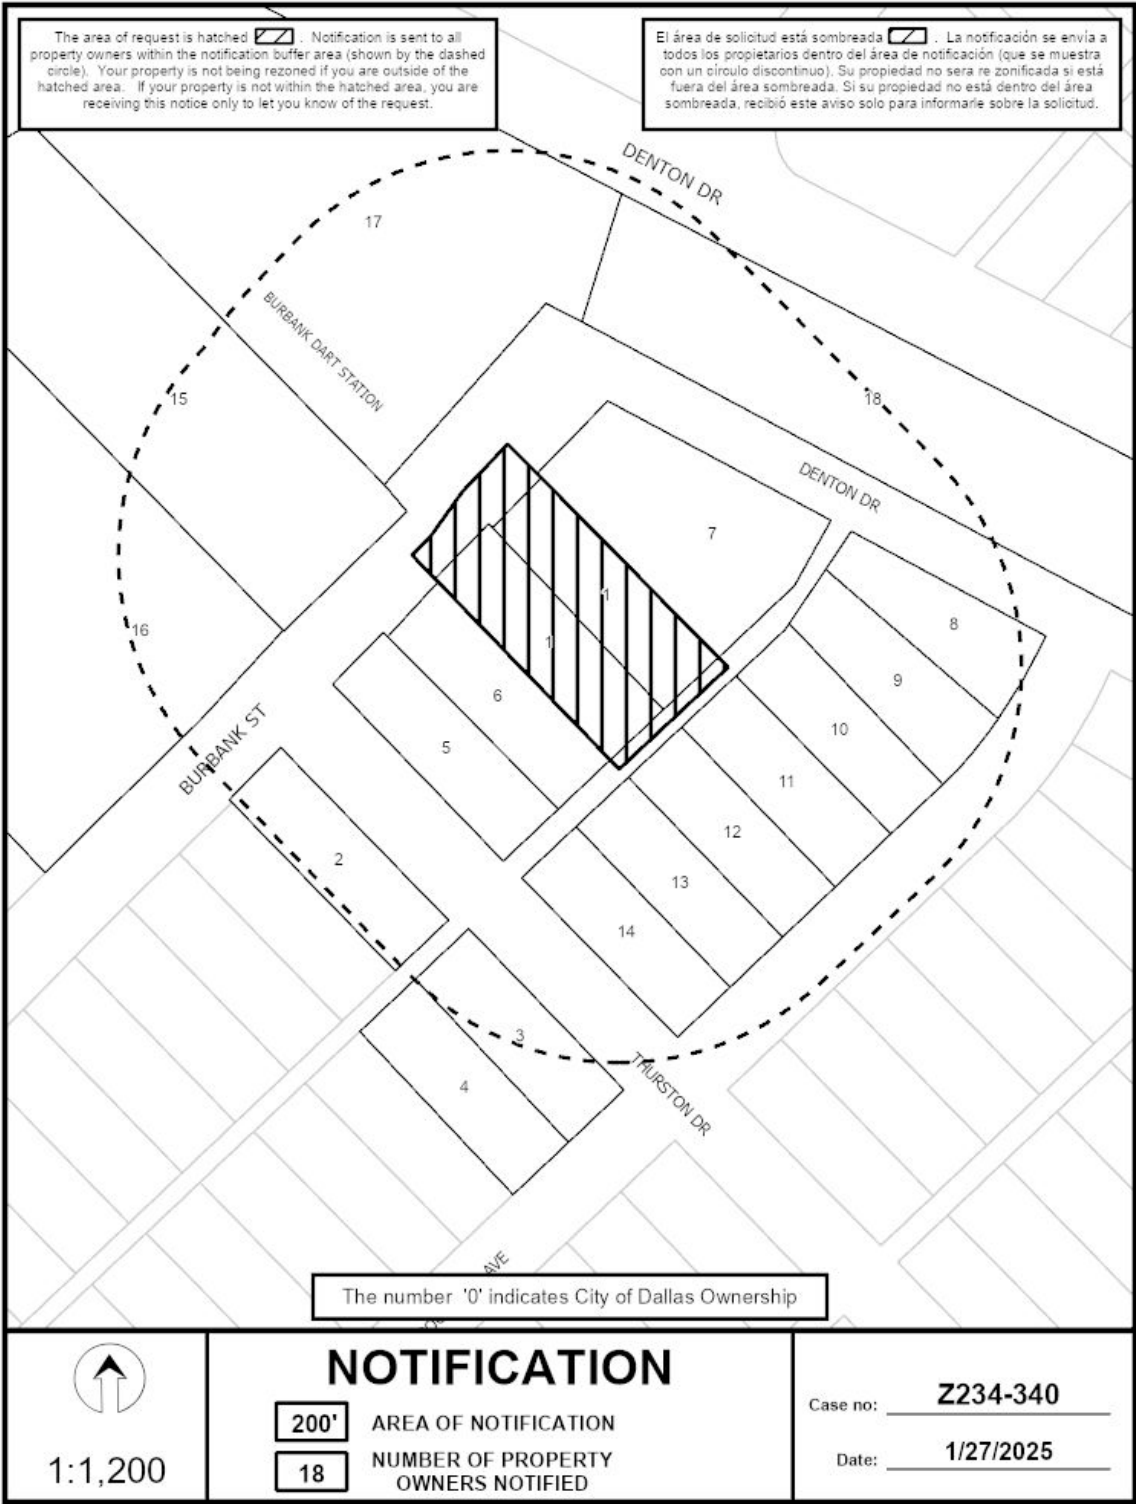 The area of request is hatched . Notification is sent to all
property owners within the notification buffer area (shown by the dashed
circle). Your property is not being rezoned if you are outside of the
hatched area. If your property is not within the hatched area, you are
receiving this notice only to let you know of the request.
El área de solicitud está sombreada . La notificación se envía a
todos los propietarios dentro del área de notificación (que se muestra
con un círculo discontinuo). Su propiedad no sera re zonificada si está
fuera del área sombreada. Si su propiedad no está dentro del área
sombreada, recibió este aviso solo para informarle sobre la solicitud.
DENTON DR
17
BURBANK DART STATION
15
18
DENTON DR
7
1
8
16
1
9
6
10
BURBANK ST
5
11
12
2
13
14
3
4
THURSTON DR
AVE
The number '0' indicates City of Dallas Ownership
1:1,200
NOTIFICATION
200' AREA OF NOTIFICATION
18 NUMBER OF PROPERTY
OWNERS NOTIFIED
Case no: Z234-340
Date: 1/27/2025